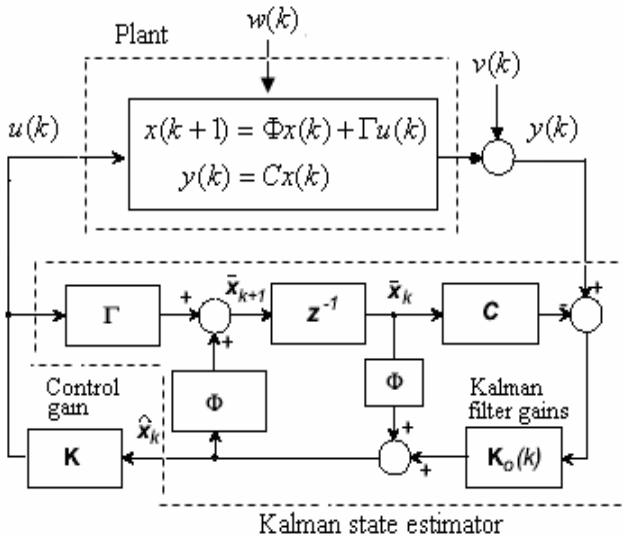 w(k)
Plant
v(k)
u(k)
x(k+1) = Φx(k)+Γu(k)
y(k) = Cx(k)
y(k)
x̄ₖ₊₁
x̄ₖ
+
Γ
+
z⁻¹
C
-
+
Φ
Φ
Control
gain
Kalman
filter gains
x̂ₖ
+
K
+
Kₒ(k)
Kalman state estimator